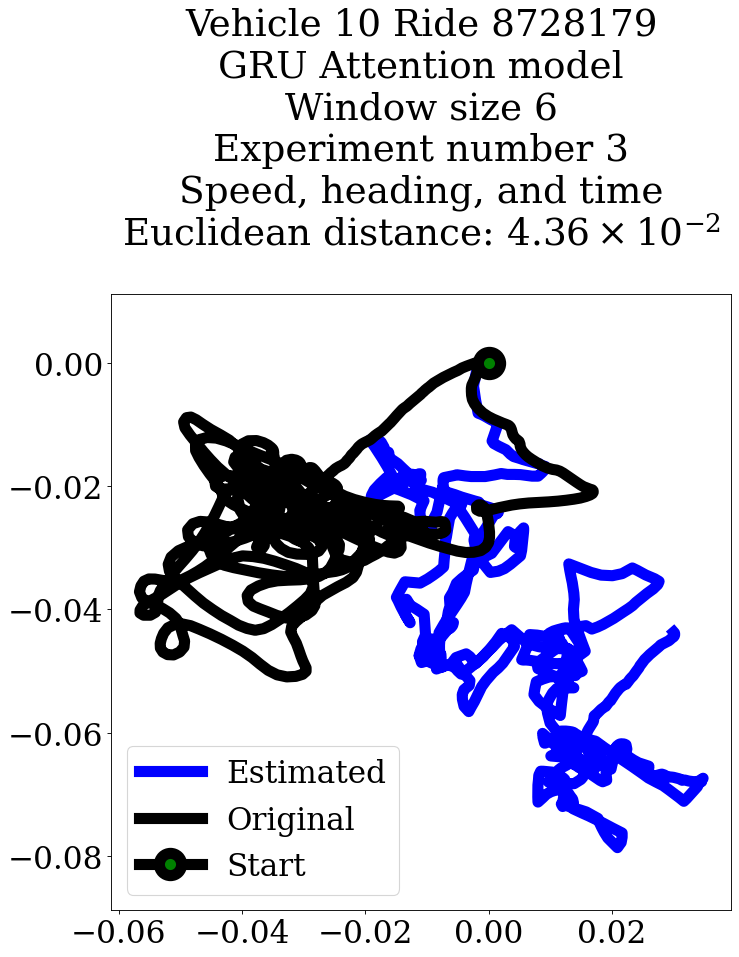 Vehicle 10 Ride 8728179
GRU Attention model
Window size 6
Experiment number 3
Speed, heading, and time
Euclidean distance: 4.36 × 10⁻²
0.00
−0.02
−0.04
−0.06
−0.08
Estimated
Original
Start
−0.06 −0.04 −0.02 0.00 0.02